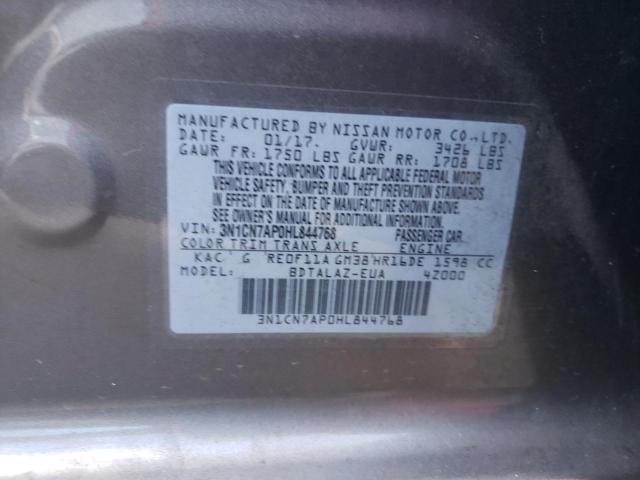 MANUFACTURED BY NISSAN MOTOR CO.,LTD.
DATE: 01/17. GVWR: 3426 LBS
GAWR FR: 1750 LBS GAWR RR: 1708 LBS
THIS VEHICLE CONFORMS TO ALL APPLICABLE FEDERAL MOTOR
VEHICLE SAFETY, BUMPER AND THEFT PREVENTION STANDARDS
IN EFFECT ON THE DATE OF MANUFACTURE SHOWN ABOVE.
SEE OWNER'S MANUAL FOR ADDITIONAL INFORMATION.
VIN: 3N1CN7AP0HL844768 PASSENGER CAR
COLOR TRIM TRANS AXLE ENGINE
KAC G RE0F11A GM38 HR16DE 1598 CC
MODEL: BDTALAZ-EUA 42000
3N1CN7AP0HL844768